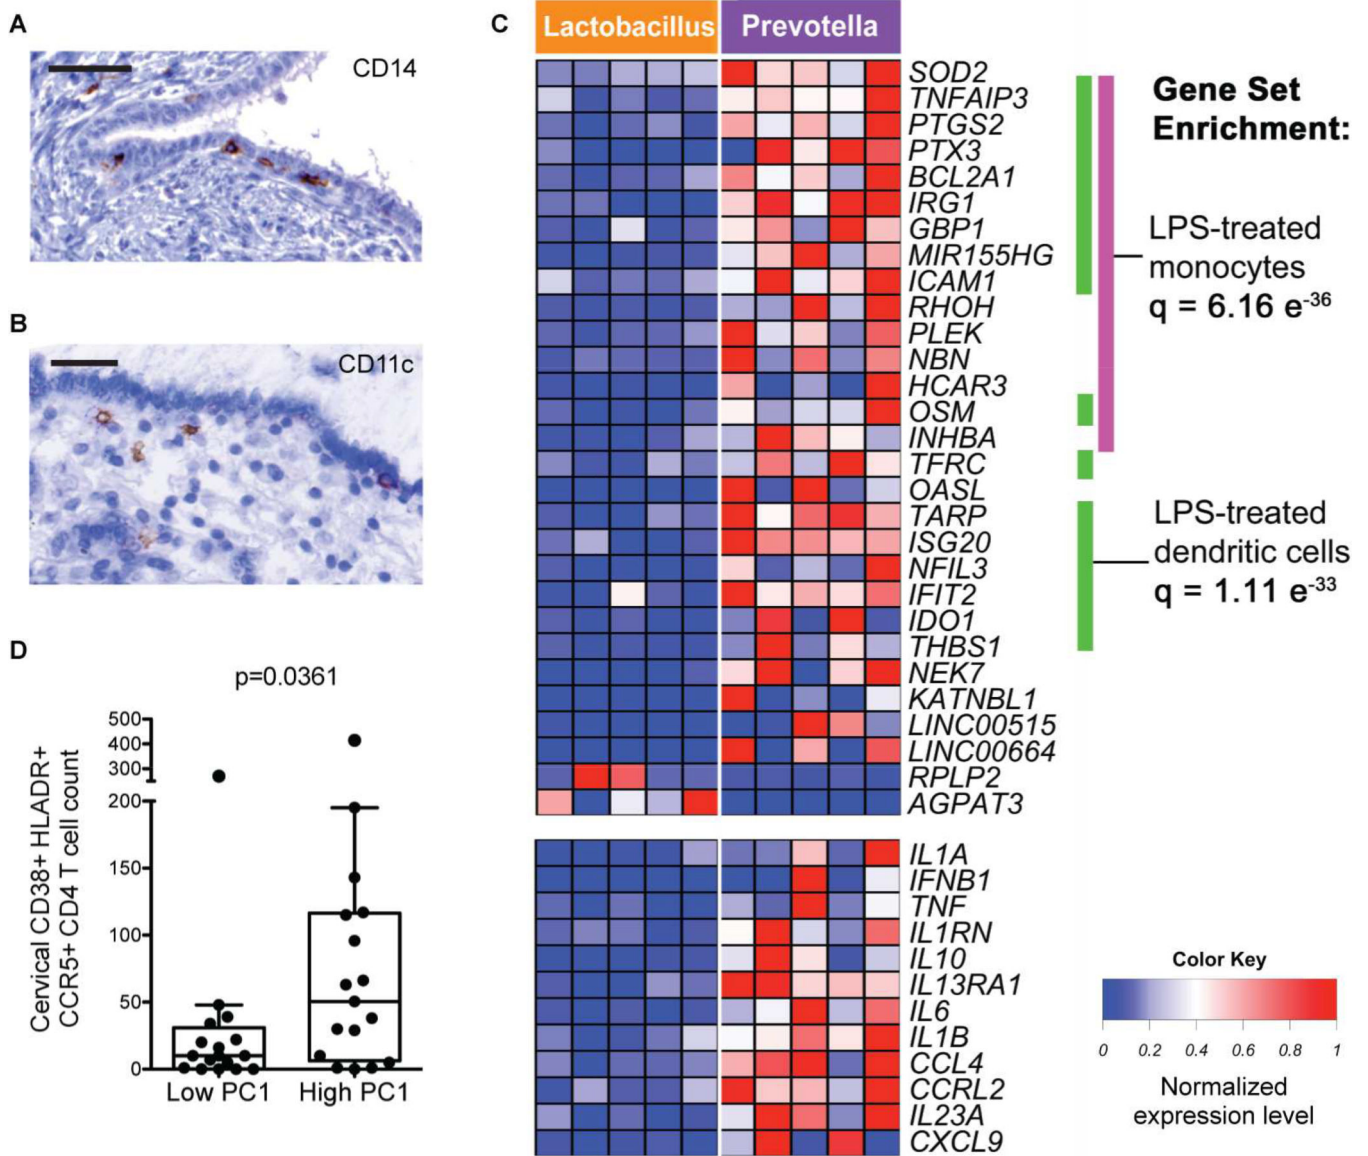 A
CD14
B
CD11c
C
Lactobacillus
Prevotella
SOD2
TNFAIP3
PTGS2
PTX3
BCL2A1
IRG1
GBP1
MIR155HG
ICAM1
RHOH
PLEK
NBN
HCAR3
OSM
INHBA
TFRC
OASL
TARP
ISG20
NFIL3
IFIT2
IDO1
THBS1
NEK7
KATNBL1
LINC00515
LINC00664
RPLP2
AGPAT3
IL1A
IFNB1
TNF
IL1RN
IL10
IL13RA1
IL6
IL1B
CCL4
CCRL2
IL23A
CXCL9
Gene Set
Enrichment:
LPS-treated
monocytes
q = 6.16 e-36
LPS-treated
dendritic cells
q = 1.11 e-33
Color Key
0 0.2 0.4 0.6 0.8 1
Normalized
expression level
D
p=0.0361
Cervical CD38+ HLADR+
CCR5+ CD4 T cell count
500
400
300
200
150
100
50
0
Low PC1 High PC1